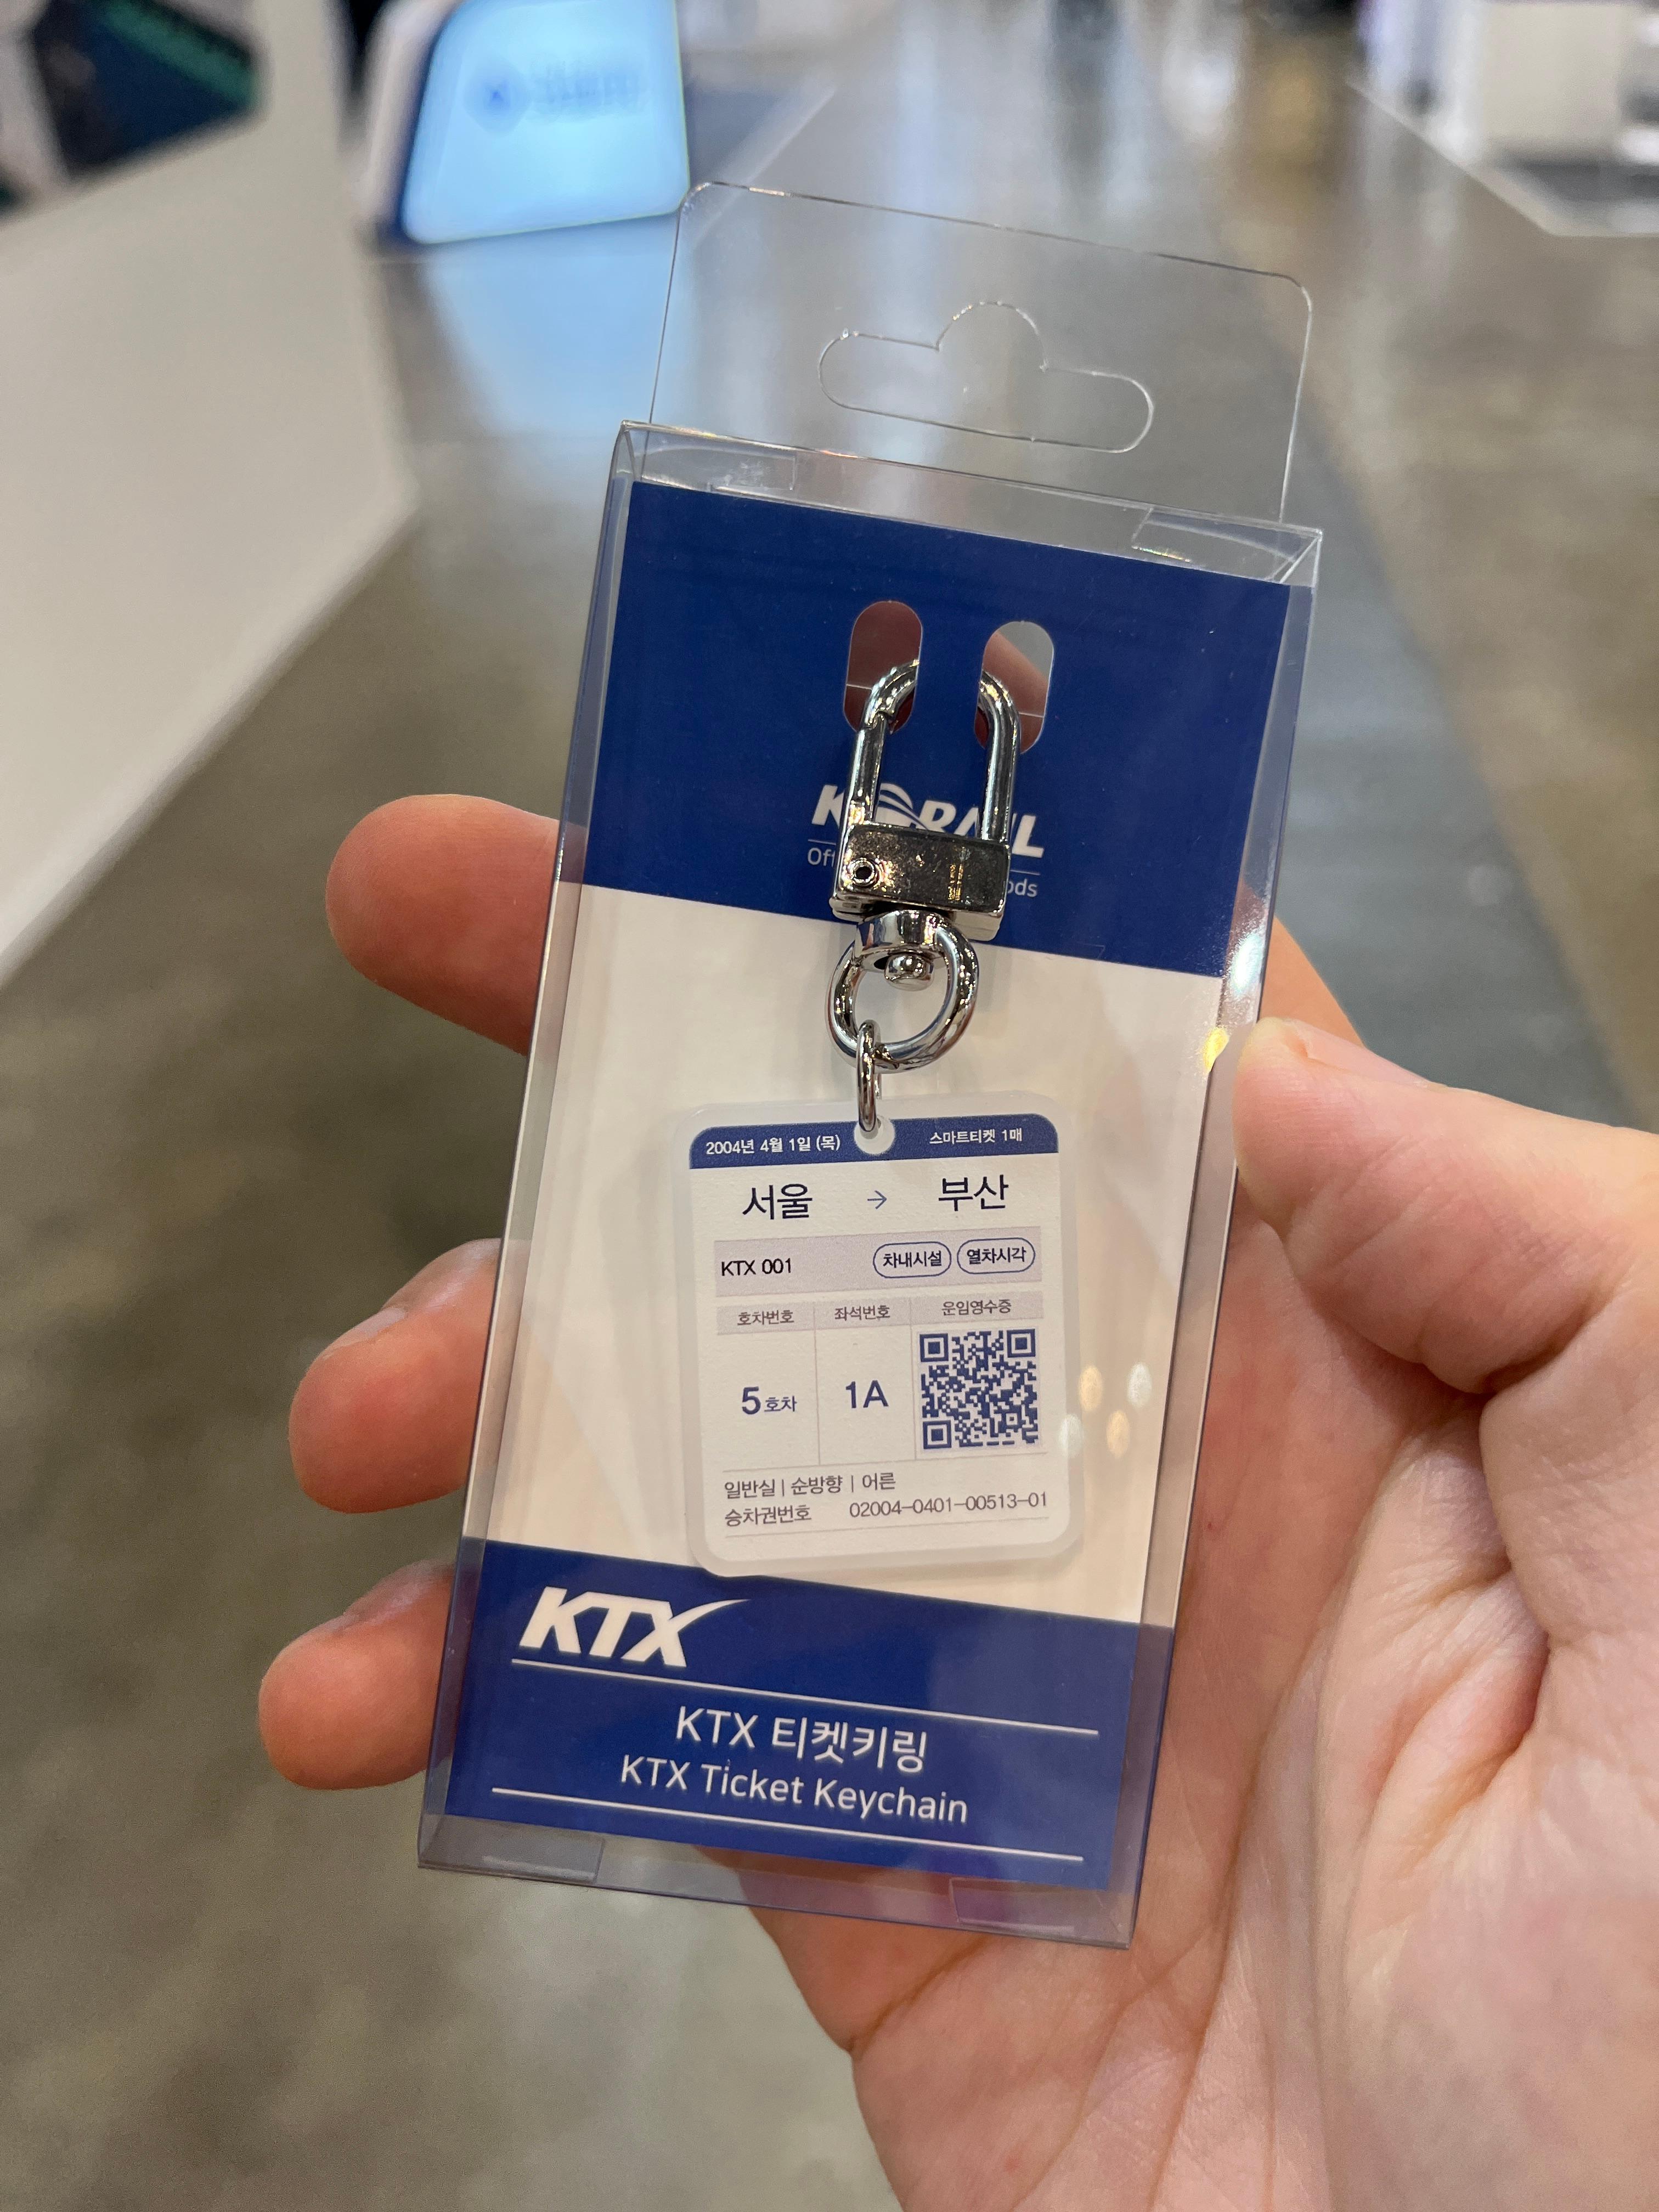 KORAIL
2004년 4월 1일 (목) 스마트티켓 1매
서울 → 부산
KTX 001 차내시설 열차시각
호차번호 좌석번호 운임영수증
5호차 1A
일반실 | 순방향 | 어른
승차권번호 02004-0401-00513-01
KTX
KTX 티켓키링
KTX Ticket Keychain